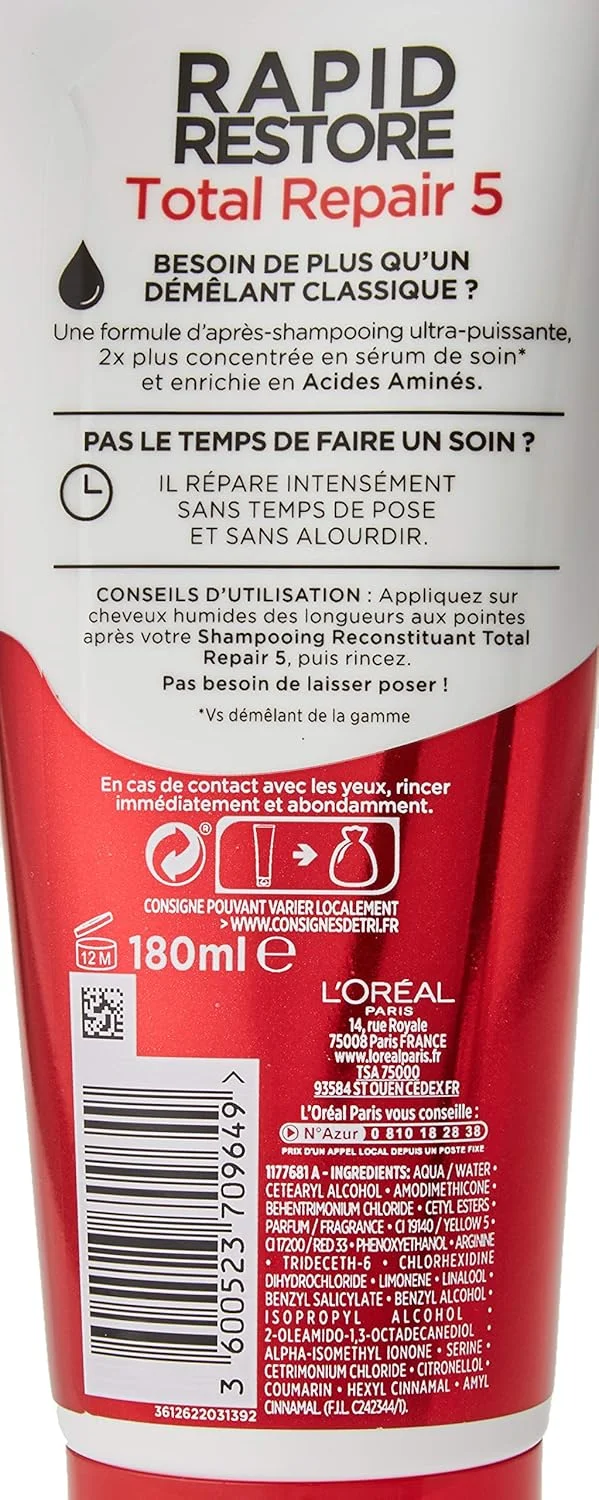 RAPID
RESTORE
Total Repair 5
BESOIN DE PLUS QU'UN
DÉMÊLANT CLASSIQUE ?
Une formule d'après-shampooing ultra-puissante,
2x plus concentrée en sérum de soin*
et enrichie en Acides Aminés.
PAS LE TEMPS DE FAIRE UN SOIN ?
IL RÉPARE INTENSÉMENT
SANS TEMPS DE POSE
ET SANS ALOURDIR.
CONSEILS D'UTILISATION : Appliquez sur
cheveux humides des longueurs aux pointes
après votre Shampooing Reconstituant Total
Repair 5, puis rincez.
Pas besoin de laisser poser !
*Vs démêlant de la gamme
En cas de contact avec les yeux, rincer
immédiatement et abondamment.
®
CONSIGNE POUVANT VARIER LOCALEMENT
> WWW.CONSIGNESDETRI.FR
12 M 180ml e
L'ORÉAL
PARIS
14, rue Royale
75008 Paris FRANCE
www.lorealparis.fr
TSA 75000
93584 ST OUEN CEDEX FR
L'Oréal Paris vous conseille :
N°Azur 0 810 18 28 38
PRIX D'UN APPEL LOCAL DEPUIS UN POSTE FIXE
1177681 A - INGREDIENTS: AQUA / WATER •
CETEARYL ALCOHOL • AMODIMETHICONE •
BEHENTRIMONIUM CHLORIDE • CETYL ESTERS •
PARFUM / FRAGRANCE • CI 19140 / YELLOW 5 •
CI 17200 / RED 33 • PHENOXYETHANOL • ARGININE
• TRIDECETH-6 • CHLORHEXIDINE
DIHYDROCHLORIDE • LIMONENE • LINALOOL •
BENZYL SALICYLATE • BENZYL ALCOHOL •
ISOPROPYL ALCOHOL •
2-OLEAMIDO-1,3-OCTADECANEDIOL •
ALPHA-ISOMETHYL IONONE • SERINE •
CETRIMONIUM CHLORIDE • CITRONELLOL •
COUMARIN • HEXYL CINNAMAL • AMYL
CINNAMAL (F.I.L. C242344/1).
3 600523 709649 >
3612622031392